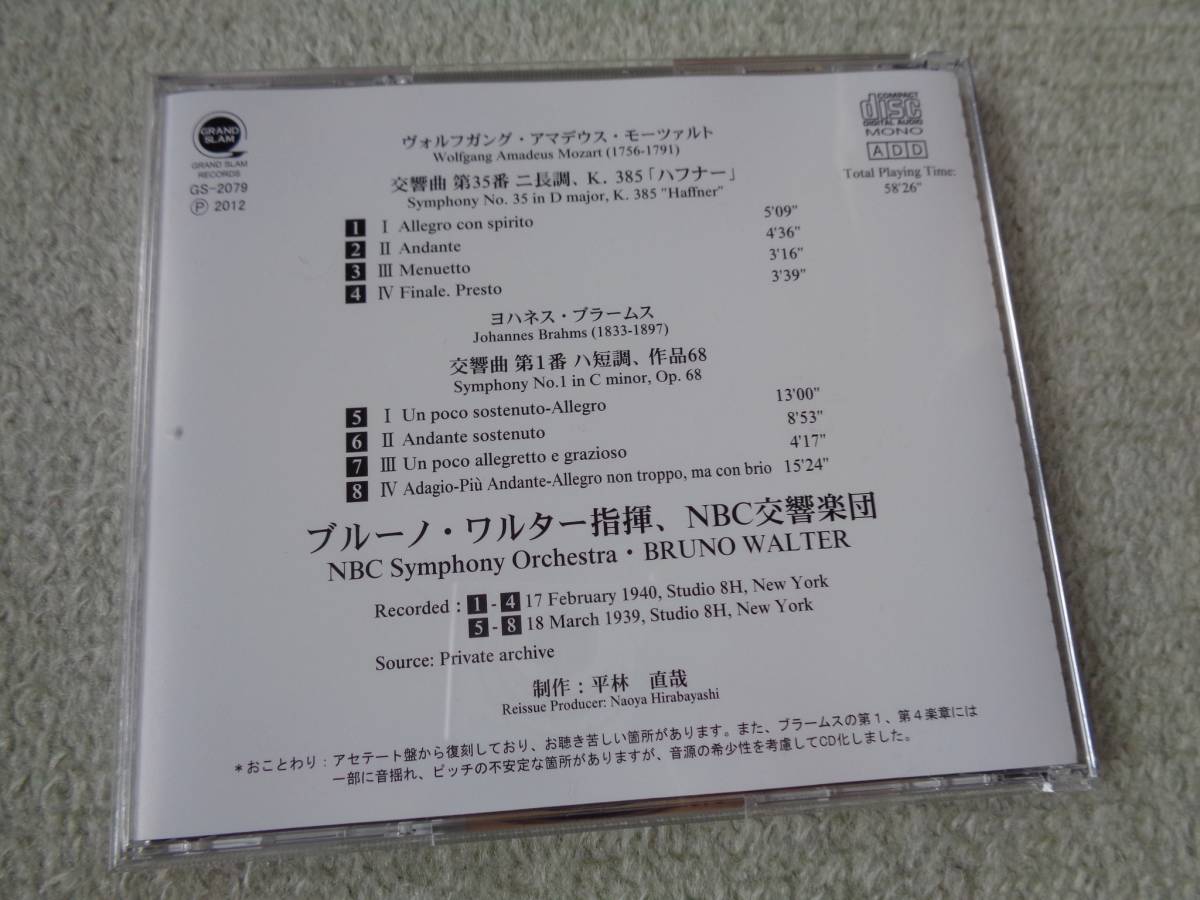 GRAND
SLAM
GRAND SLAM
RECORDS
GS-2079
Ⓟ 2012
COMPACT
disc
DIGITAL AUDIO
MONO
ADD
Total Playing Time:
58'26"
ヴォルフガング・アマデウス・モーツァルト
Wolfgang Amadeus Mozart (1756-1791)
交響曲 第35番 ニ長調、K. 385「ハフナー」
Symphony No. 35 in D major, K. 385 "Haffner"
1 Ⅰ Allegro con spirito 5'09"
2 Ⅱ Andante 4'36"
3 Ⅲ Menuetto 3'16"
4 Ⅳ Finale. Presto 3'39"
ヨハネス・ブラームス
Johannes Brahms (1833-1897)
交響曲 第1番 ハ短調、作品68
Symphony No.1 in C minor, Op. 68
5 Ⅰ Un poco sostenuto-Allegro 13'00"
6 Ⅱ Andante sostenuto 8'53"
7 Ⅲ Un poco allegretto e grazioso 4'17"
8 Ⅳ Adagio-Più Andante-Allegro non troppo, ma con brio 15'24"
ブルーノ・ワルター指揮、NBC交響楽団
NBC Symphony Orchestra・BRUNO WALTER
Recorded : 1 - 4 17 February 1940, Studio 8H, New York
5 - 8 18 March 1939, Studio 8H, New York
Source: Private archive
制作：平林 直哉
Reissue Producer: Naoya Hirabayashi
*おことわり：アセテート盤から復刻しており、お聴き苦しい箇所があります。また、ブラームスの第１、第４楽章には
一部に音揺れ、ピッチの不安定な箇所がありますが、音源の希少性を考慮してCD化しました。